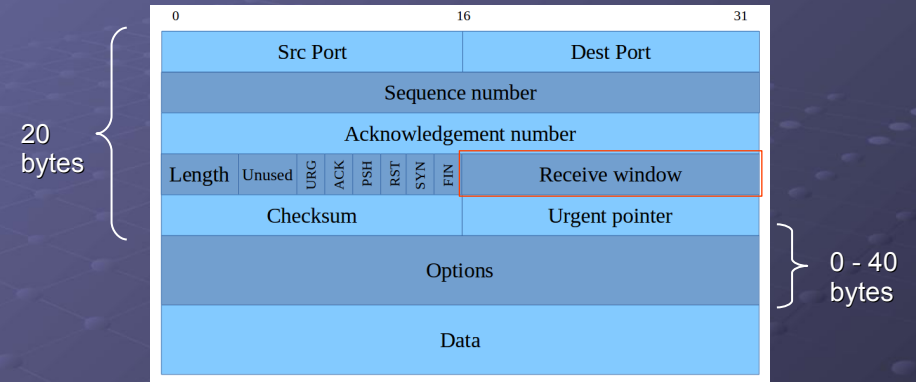 0 16 31
Src Port Dest Port
Sequence number
20
bytes
Acknowledgement number
Length Unused URG ACK PSH RST SYN FIN Receive window
Checksum Urgent pointer
Options
0 - 40
bytes
Data